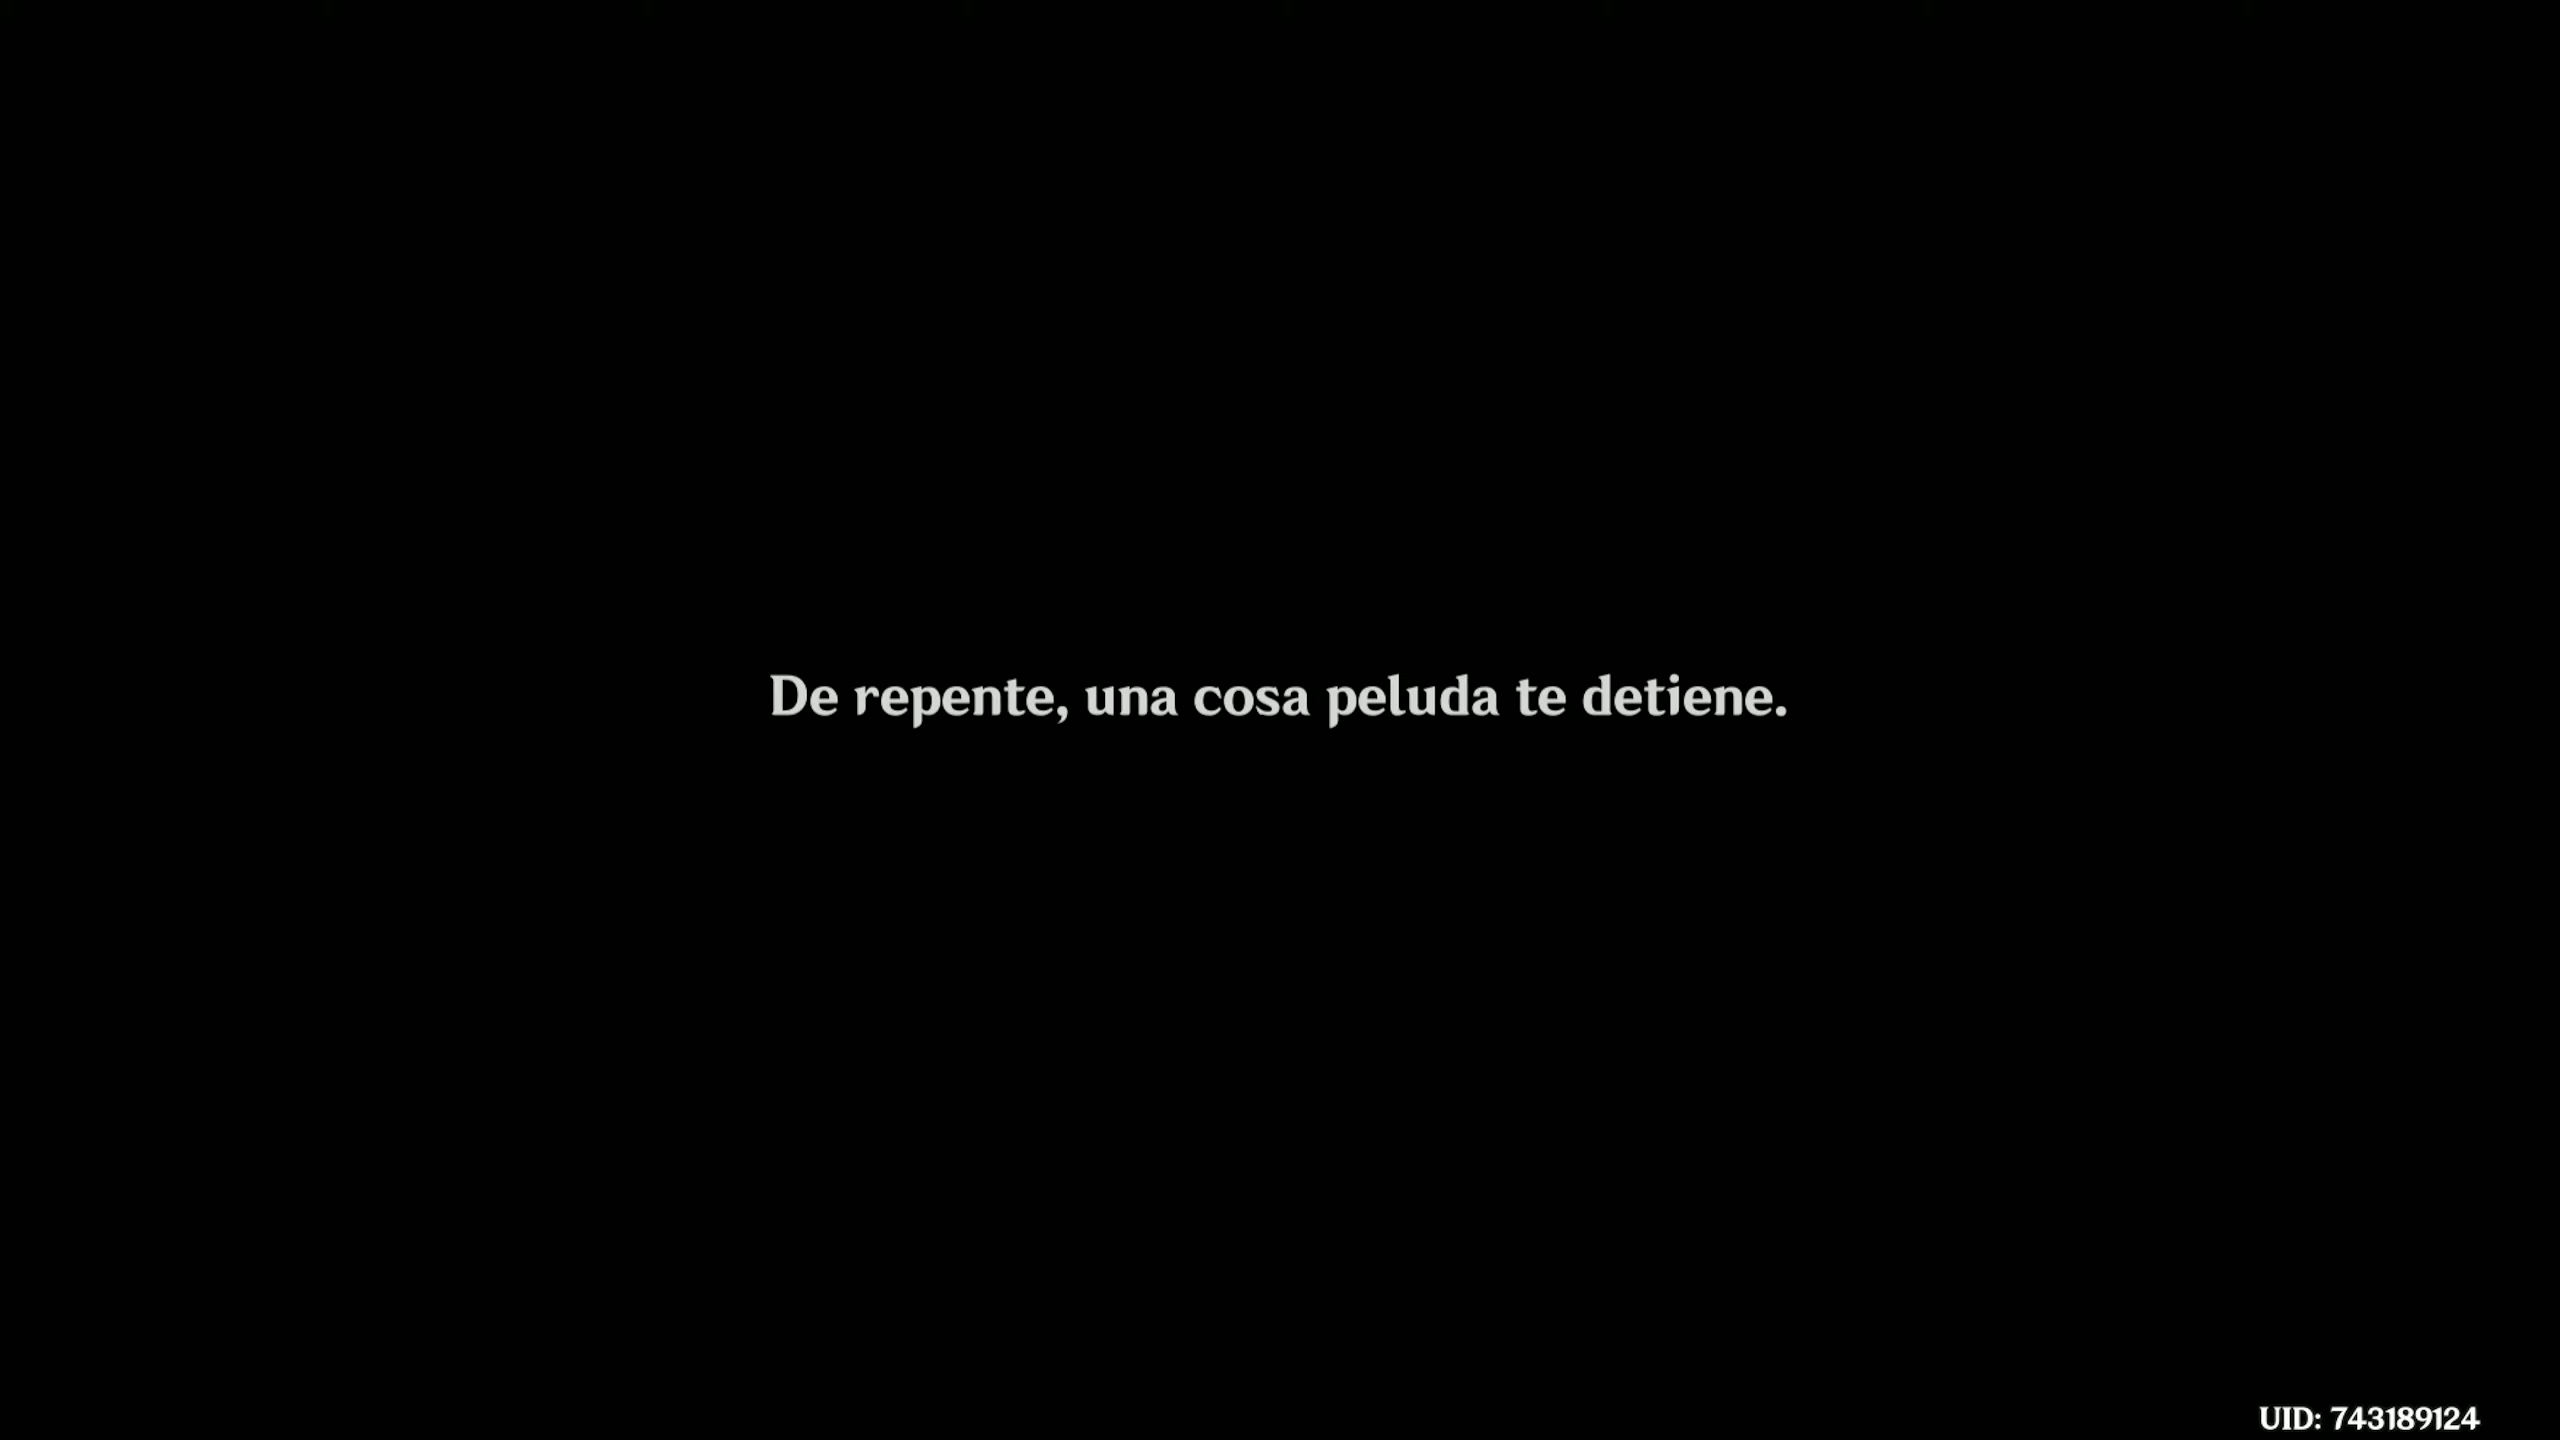 De repente, una cosa peluda te detiene.
UID: 743189124